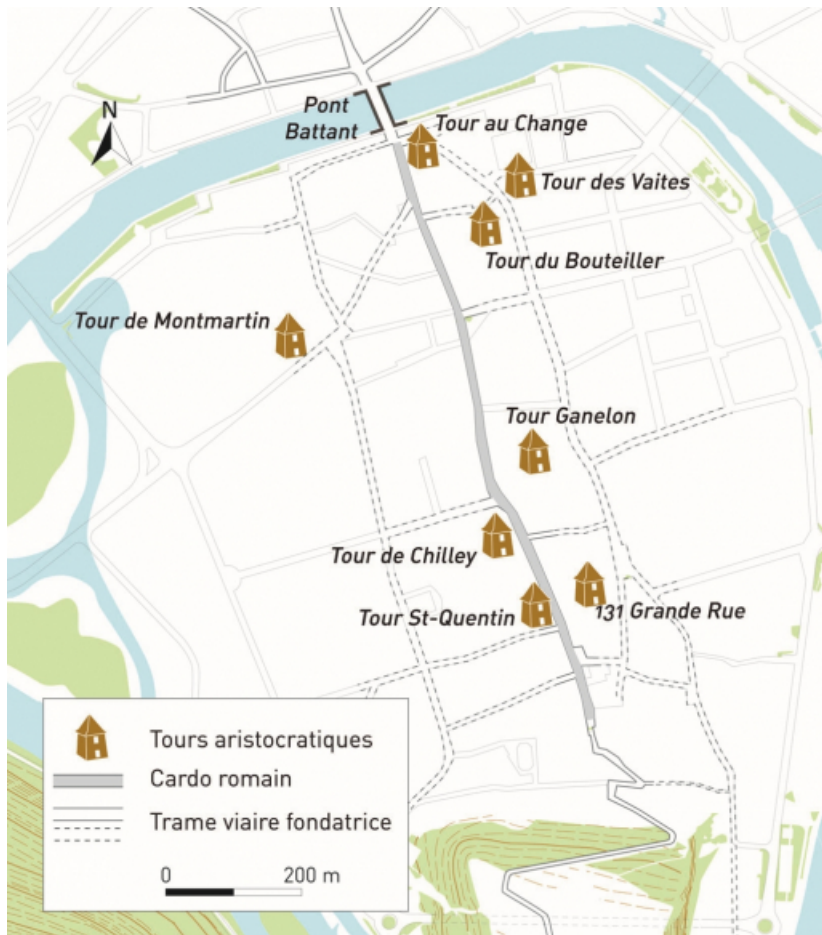 N
Pont
Battant
Tour au Change
Tour des Vaites
Tour du Bouteiller
Tour de Montmartin
Tour Ganelon
Tour de Chilley
131 Grande Rue
Tour St-Quentin
Tours aristocratiques
Cardo romain
Trame viaire fondatrice
0 200 m